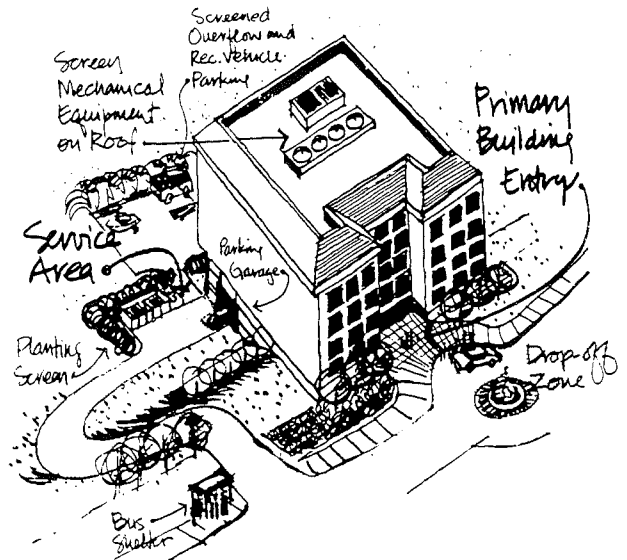 Screened
Overflow and
Rec. Vehicle
Parking
Screen
Mechanical
Equipment
on Roof
Primary
Building
Entry
Service
Area
Parking
Garage
Planting
Screen
Drop-off
Zone
Bus
Shelter